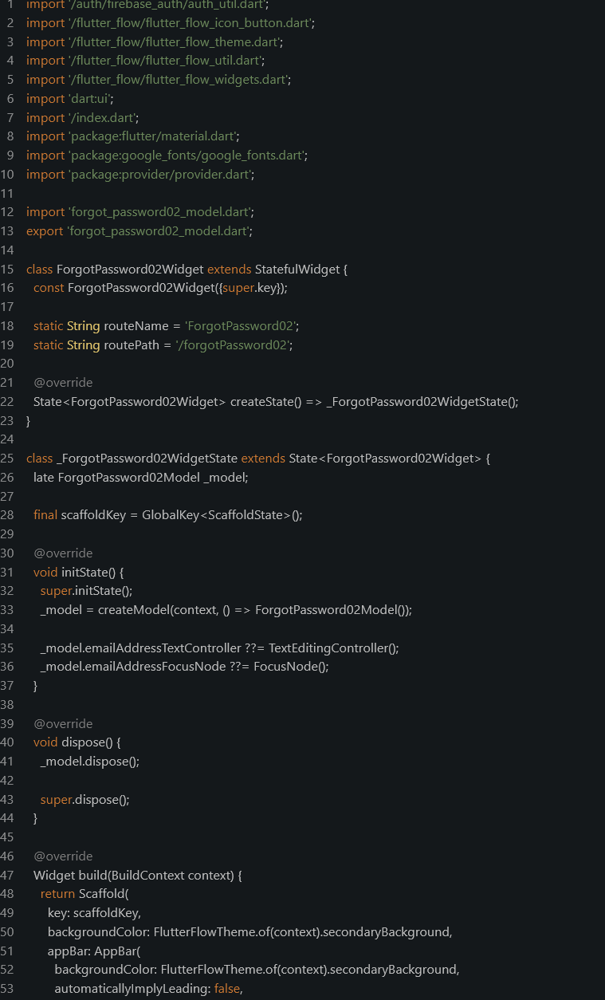 1 import '/auth/firebase_auth/auth_util.dart';
2 import '/flutter_flow/flutter_flow_icon_button.dart';
3 import '/flutter_flow/flutter_flow_theme.dart';
4 import '/flutter_flow/flutter_flow_util.dart';
5 import '/flutter_flow/flutter_flow_widgets.dart';
6 import 'dart:ui';
7 import '/index.dart';
8 import 'package:flutter/material.dart';
9 import 'package:google_fonts/google_fonts.dart';
10 import 'package:provider/provider.dart';
11
12 import 'forgot_password02_model.dart';
13 export 'forgot_password02_model.dart';
14
15 class ForgotPassword02Widget extends StatefulWidget {
16   const ForgotPassword02Widget({super.key});
17
18   static String routeName = 'ForgotPassword02';
19   static String routePath = '/forgotPassword02';
20
21   @override
22   State<ForgotPassword02Widget> createState() => _ForgotPassword02WidgetState();
23 }
24
25 class _ForgotPassword02WidgetState extends State<ForgotPassword02Widget> {
26   late ForgotPassword02Model _model;
27
28   final scaffoldKey = GlobalKey<ScaffoldState>();
29
30   @override
31   void initState() {
32     super.initState();
33     _model = createModel(context, () => ForgotPassword02Model());
34
35     _model.emailAddressTextController ??= TextEditingController();
36     _model.emailAddressFocusNode ??= FocusNode();
37   }
38
39   @override
40   void dispose() {
41     _model.dispose();
42
43     super.dispose();
44   }
45
46   @override
47   Widget build(BuildContext context) {
48     return Scaffold(
49       key: scaffoldKey,
50       backgroundColor: FlutterFlowTheme.of(context).secondaryBackground,
51       appBar: AppBar(
52         backgroundColor: FlutterFlowTheme.of(context).secondaryBackground,
53         automaticallyImplyLeading: false,